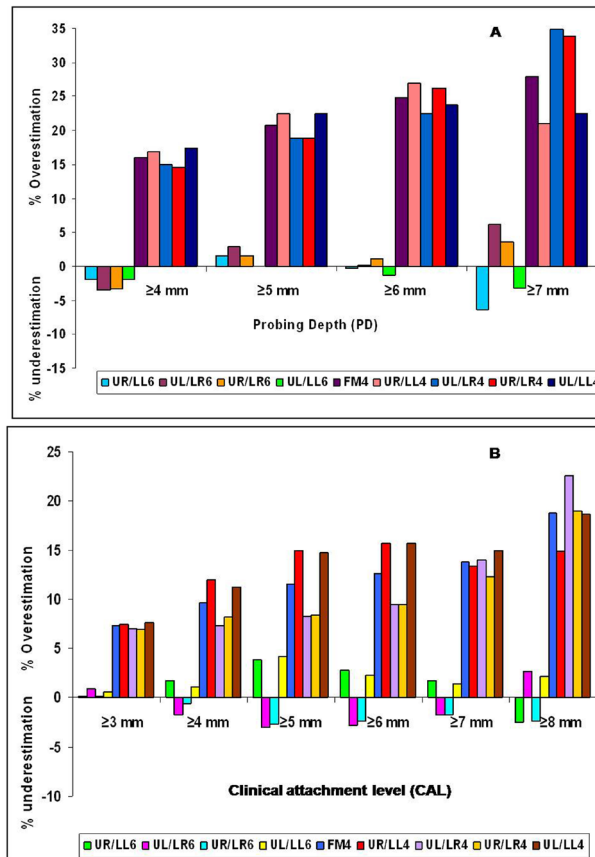 A
35
30
25
20
15
10
5
0
-5
-10
-15
% Overestimation
% underestimation
≥4 mm ≥5 mm ≥6 mm ≥7 mm
Probing Depth (PD)
UR/LL6 UL/LR6 UR/LR6 UL/LL6 FM4 UR/LL4 UL/LR4 UR/LR4 UL/LL4
B
25
20
15
10
5
0
-5
-10
% Overestimation
% underestimation
≥3 mm ≥4 mm ≥5 mm ≥6 mm ≥7 mm ≥8 mm
Clinical attachment level (CAL)
UR/LL6 UL/LR6 UR/LR6 UL/LL6 FM4 UR/LL4 UL/LR4 UR/LR4 UL/LL4